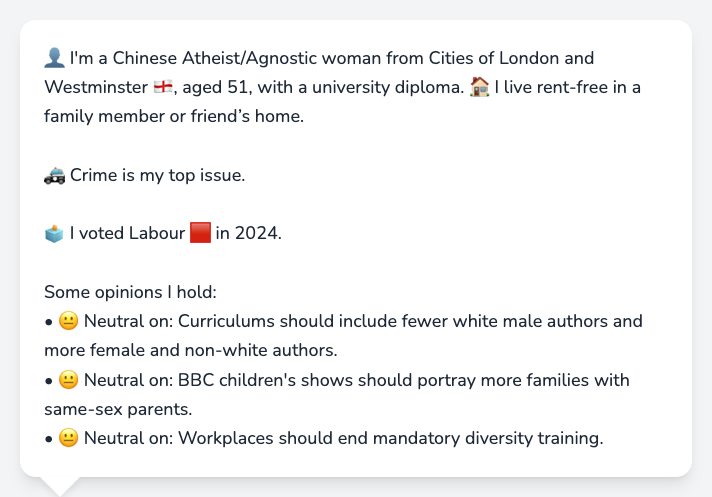 👤 I'm a Chinese Atheist/Agnostic woman from Cities of London and
Westminster 🏴󠁧󠁢󠁥󠁮󠁧󠁿, aged 51, with a university diploma. 🏠 I live rent-free in a
family member or friend’s home.
🚓 Crime is my top issue.
🗳️ I voted Labour 🟥 in 2024.
Some opinions I hold:
• 😐 Neutral on: Curriculums should include fewer white male authors and
more female and non-white authors.
• 😐 Neutral on: BBC children's shows should portray more families with
same-sex parents.
• 😐 Neutral on: Workplaces should end mandatory diversity training.